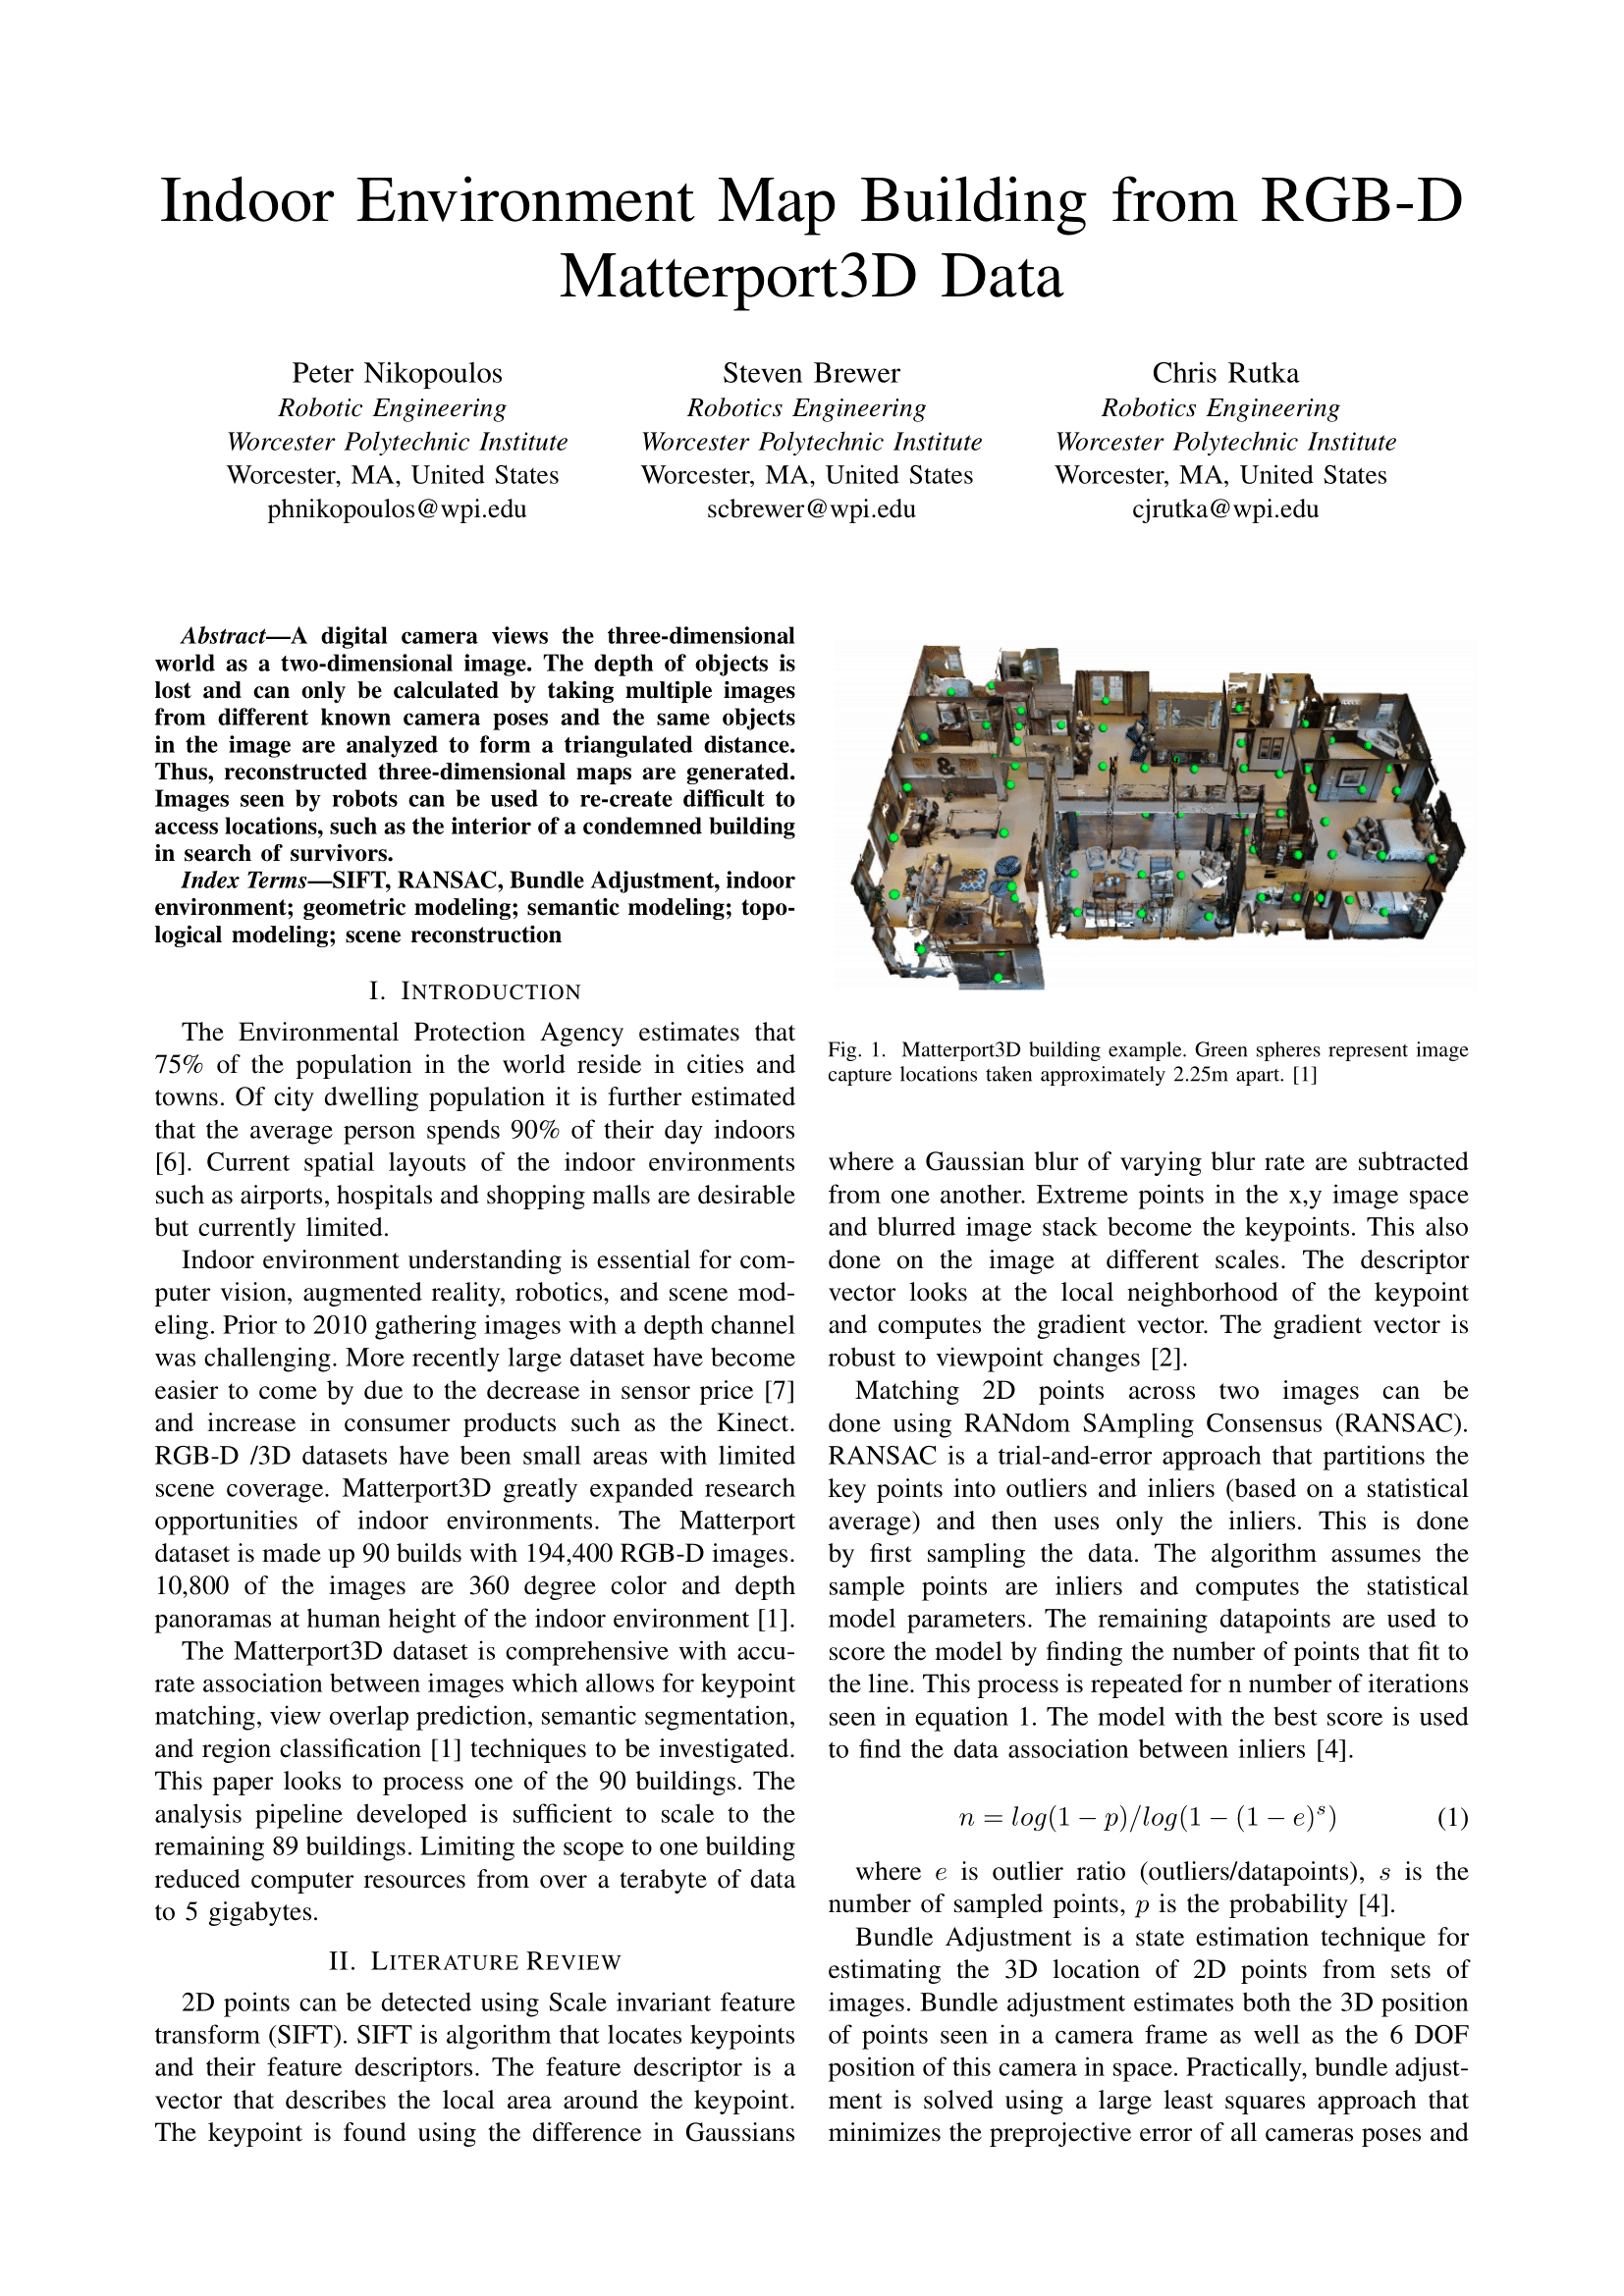 Indoor Environment Map Building from RGB-D
Matterport3D Data
Peter Nikopoulos
Robotic Engineering
Worcester Polytechnic Institute
Worcester, MA, United States
phnikopoulos@wpi.edu
Steven Brewer
Robotics Engineering
Worcester Polytechnic Institute
Worcester, MA, United States
scbrewer@wpi.edu
Chris Rutka
Robotics Engineering
Worcester Polytechnic Institute
Worcester, MA, United States
cjrutka@wpi.edu
Abstract—A digital camera views the three-dimensional
world as a two-dimensional image. The depth of objects is
lost and can only be calculated by taking multiple images
from different known camera poses and the same objects
in the image are analyzed to form a triangulated distance.
Thus, reconstructed three-dimensional maps are generated.
Images seen by robots can be used to re-create difficult to
access locations, such as the interior of a condemned building
in search of survivors.
Index Terms—SIFT, RANSAC, Bundle Adjustment, indoor
environment; geometric modeling; semantic modeling; topo-
logical modeling; scene reconstruction
I. INTRODUCTION
The Environmental Protection Agency estimates that
75% of the population in the world reside in cities and
towns. Of city dwelling population it is further estimated
that the average person spends 90% of their day indoors
[6]. Current spatial layouts of the indoor environments
such as airports, hospitals and shopping malls are desirable
but currently limited.
Indoor environment understanding is essential for com-
puter vision, augmented reality, robotics, and scene mod-
eling. Prior to 2010 gathering images with a depth channel
was challenging. More recently large dataset have become
easier to come by due to the decrease in sensor price [7]
and increase in consumer products such as the Kinect.
RGB-D /3D datasets have been small areas with limited
scene coverage. Matterport3D greatly expanded research
opportunities of indoor environments. The Matterport
dataset is made up 90 builds with 194,400 RGB-D images.
10,800 of the images are 360 degree color and depth
panoramas at human height of the indoor environment [1].
The Matterport3D dataset is comprehensive with accu-
rate association between images which allows for keypoint
matching, view overlap prediction, semantic segmentation,
and region classification [1] techniques to be investigated.
This paper looks to process one of the 90 buildings. The
analysis pipeline developed is sufficient to scale to the
remaining 89 buildings. Limiting the scope to one building
reduced computer resources from over a terabyte of data
to 5 gigabytes.
II. LITERATURE REVIEW
2D points can be detected using Scale invariant feature
transform (SIFT). SIFT is algorithm that locates keypoints
and their feature descriptors. The feature descriptor is a
vector that describes the local area around the keypoint.
The keypoint is found using the difference in Gaussians
Fig. 1. Matterport3D building example. Green spheres represent image
capture locations taken approximately 2.25m apart. [1]
where a Gaussian blur of varying blur rate are subtracted
from one another. Extreme points in the x,y image space
and blurred image stack become the keypoints. This also
done on the image at different scales. The descriptor
vector looks at the local neighborhood of the keypoint
and computes the gradient vector. The gradient vector is
robust to viewpoint changes [2].
Matching 2D points across two images can be
done using RANdom SAmpling Consensus (RANSAC).
RANSAC is a trial-and-error approach that partitions the
key points into outliers and inliers (based on a statistical
average) and then uses only the inliers. This is done
by first sampling the data. The algorithm assumes the
sample points are inliers and computes the statistical
model parameters. The remaining datapoints are used to
score the model by finding the number of points that fit to
the line. This process is repeated for n number of iterations
seen in equation 1. The model with the best score is used
to find the data association between inliers [4].
n = log(1 − p)/log(1 − (1 − e)^s) (1)
where e is outlier ratio (outliers/datapoints), s is the
number of sampled points, p is the probability [4].
Bundle Adjustment is a state estimation technique for
estimating the 3D location of 2D points from sets of
images. Bundle adjustment estimates both the 3D position
of points seen in a camera frame as well as the 6 DOF
position of this camera in space. Practically, bundle adjust-
ment is solved using a large least squares approach that
minimizes the preprojective error of all cameras poses and